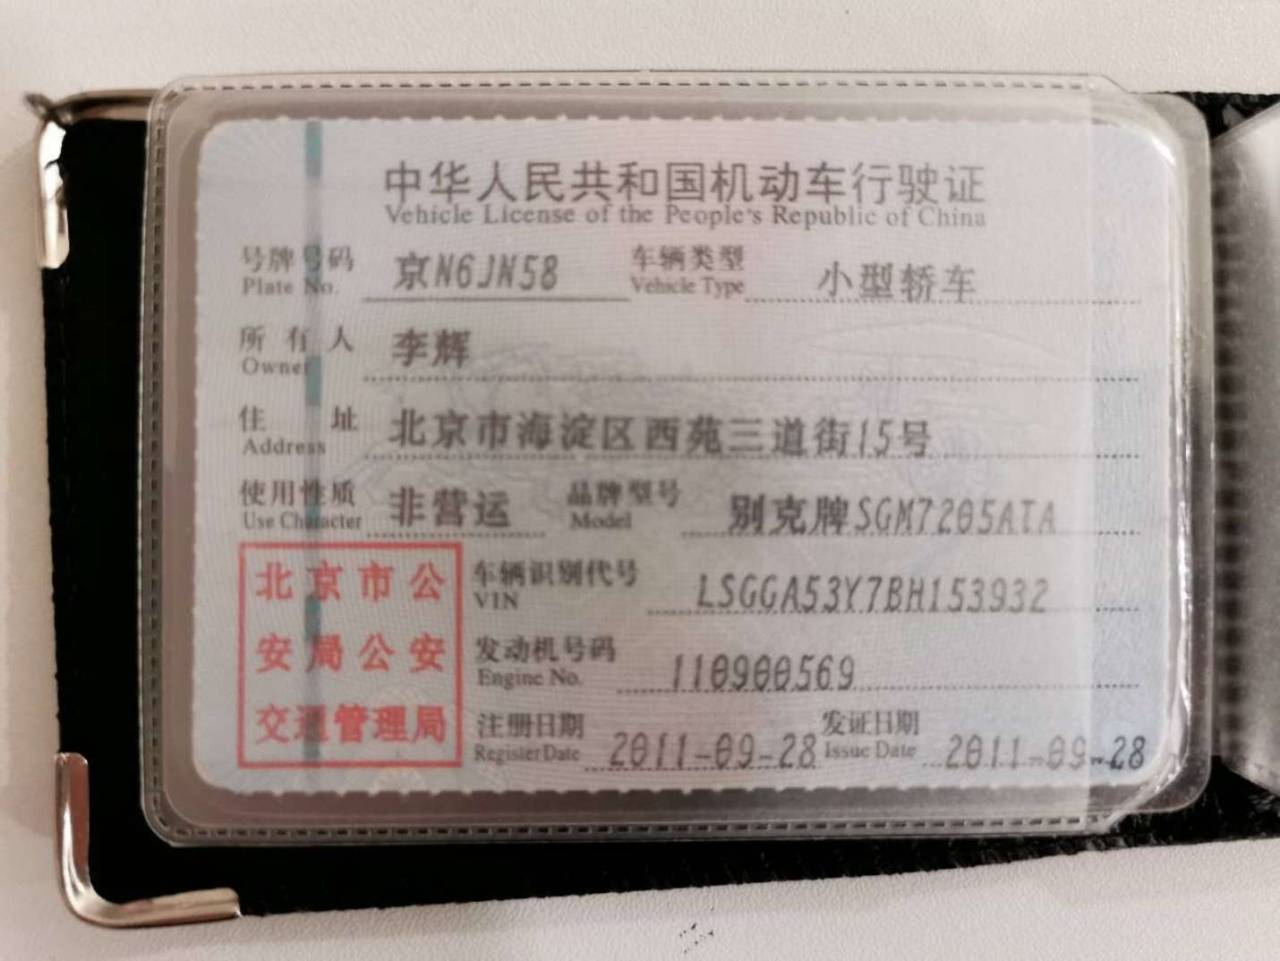 中华人民共和国机动车行驶证
Vehicle License of the People's Republic of China
号牌号码 京N6JN58 车辆类型 小型轿车
Plate No. Vehicle Type
所有人 李辉
Owner
住址 北京市海淀区西苑三道街15号
Address
使用性质 非营运 品牌型号 别克牌SGM7205ATA
Use Character Model
北京市公
安局公安
交通管理局
车辆识别代号 LSGGA53Y7BH153932
VIN
发动机号码 110900569
Engine No.
注册日期 2011-09-28 发证日期 2011-09-28
Register Date Issue Date